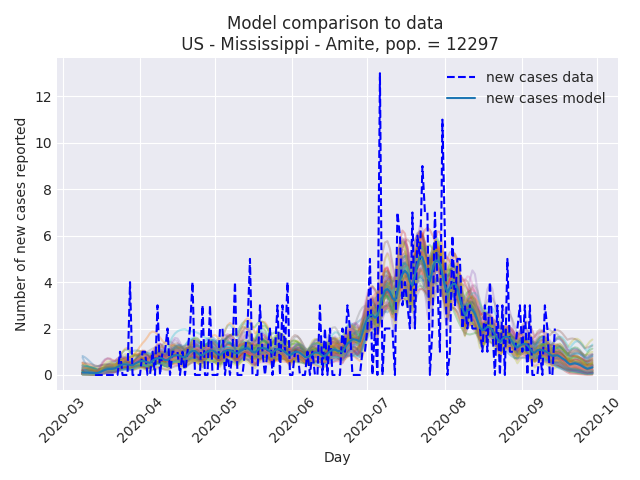 Model comparison to data
US - Mississippi - Amite, pop. = 12297
new cases data
new cases model
Number of new cases reported
12
10
8
6
4
2
0
2020-03
2020-04
2020-05
2020-06
2020-07
2020-08
2020-09
2020-10
Day